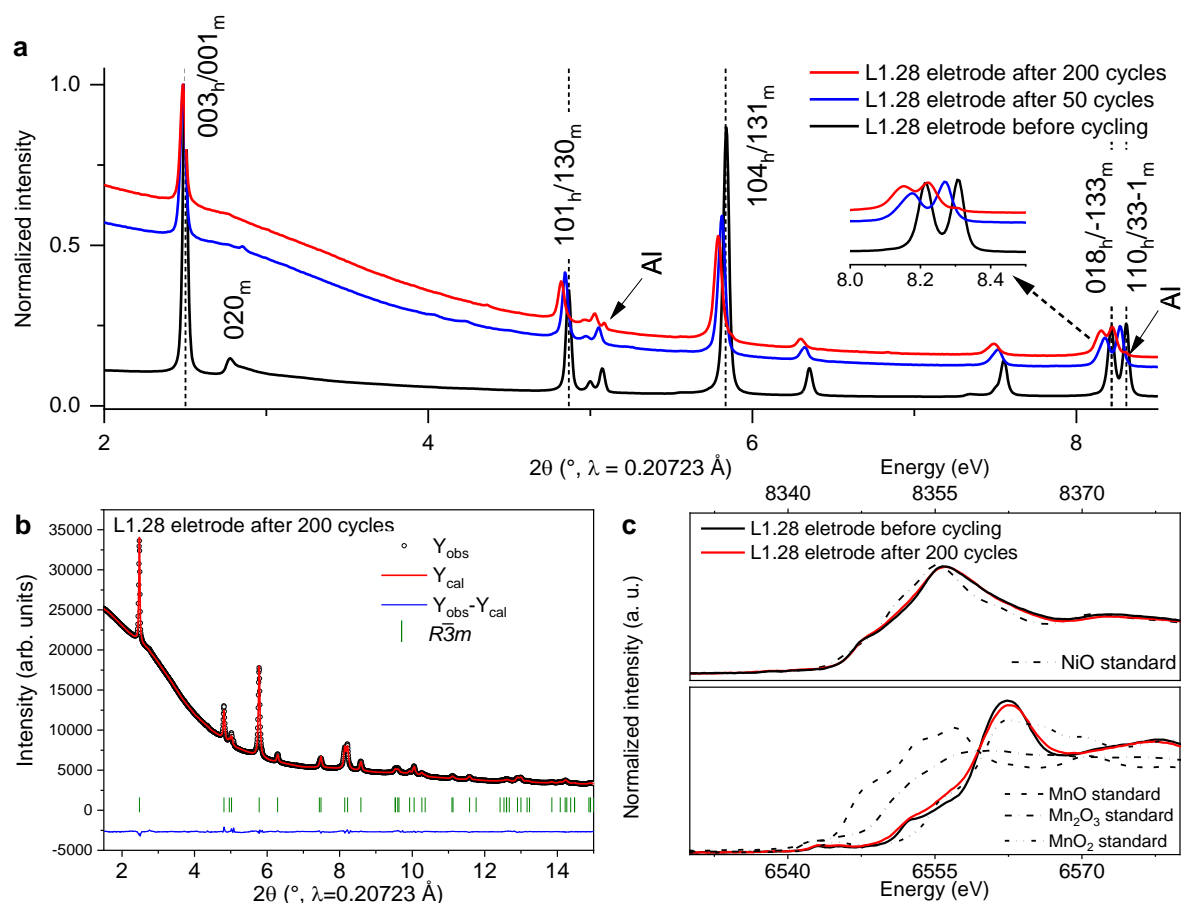 a
003h/001m
020m
101h/130m
Al
104h/131m
L1.28 eletrode after 200 cycles
L1.28 eletrode after 50 cycles
L1.28 eletrode before cycling
8.0 8.2 8.4
018h/-133m
110h/33-1m
Al
Normalized intensity
1.0
0.5
0.0
2 4 6 8
2θ (°, λ = 0.20723 Å)
b
L1.28 eletrode after 200 cycles
Yobs
Ycal
Yobs-Ycal
R3̅m
Intensity (arb. units)
35000
30000
25000
20000
15000
10000
5000
0
-5000
2 4 6 8 10 12 14
2θ (°, λ=0.20723 Å)
c
Energy (eV)
8340 8355 8370
L1.28 eletrode before cycling
L1.28 eletrode after 200 cycles
NiO standard
Normalized intensity (a. u.)
MnO standard
Mn2O3 standard
MnO2 standard
6540 6555 6570
Energy (eV)